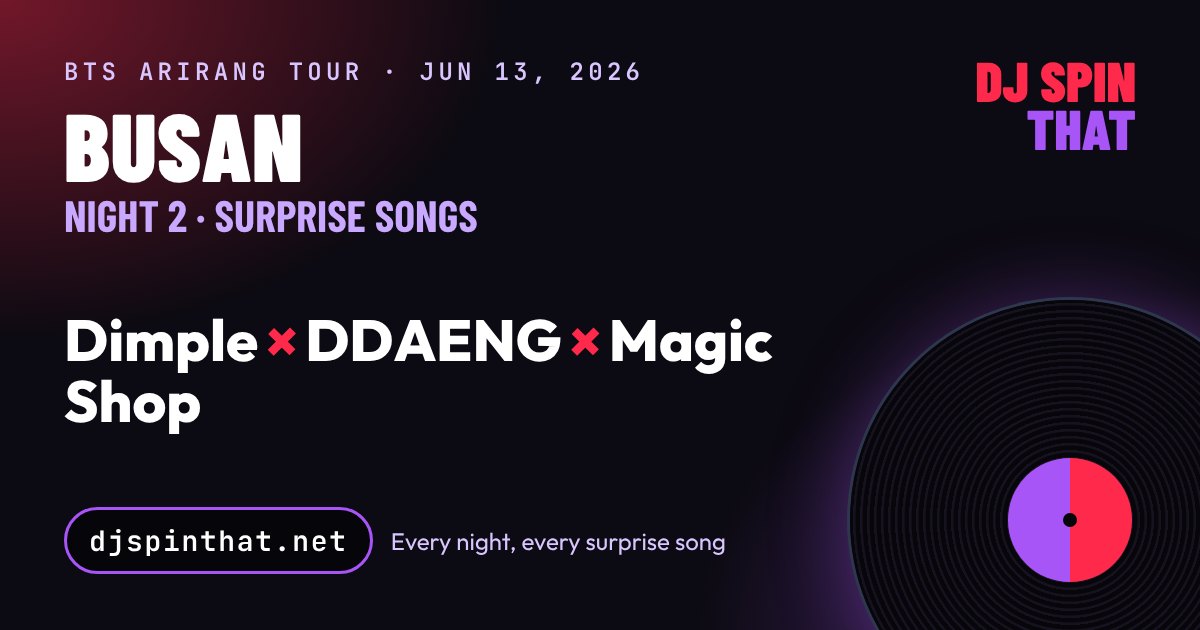 BTS ARIRANG TOUR · JUN 13, 2026
BUSAN
NIGHT 2 · SURPRISE SONGS
DJ SPIN
THAT
Dimple × DDAENG × Magic
Shop
djspinthat.net
Every night, every surprise song